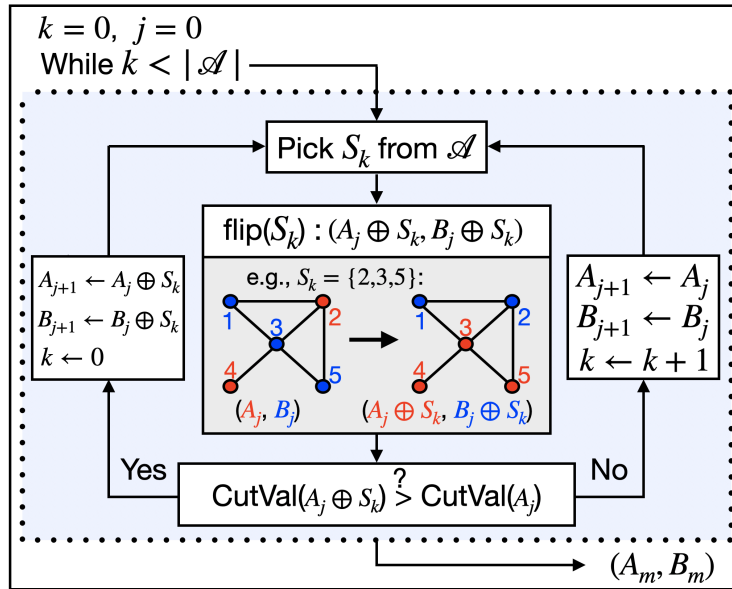 k = 0, j = 0
While k < |𝒜|
Pick S_k from 𝒜
flip(S_k) : (A_j ⊕ S_k, B_j ⊕ S_k)
e.g., S_k = {2,3,5}:
1
2
3
4
5
(A_j, B_j)
1
2
3
4
5
(A_j ⊕ S_k, B_j ⊕ S_k)
A_{j+1} ← A_j ⊕ S_k
B_{j+1} ← B_j ⊕ S_k
k ← 0
A_{j+1} ← A_j
B_{j+1} ← B_j
k ← k + 1
Yes
No
?
CutVal(A_j ⊕ S_k) > CutVal(A_j)
(A_m, B_m)